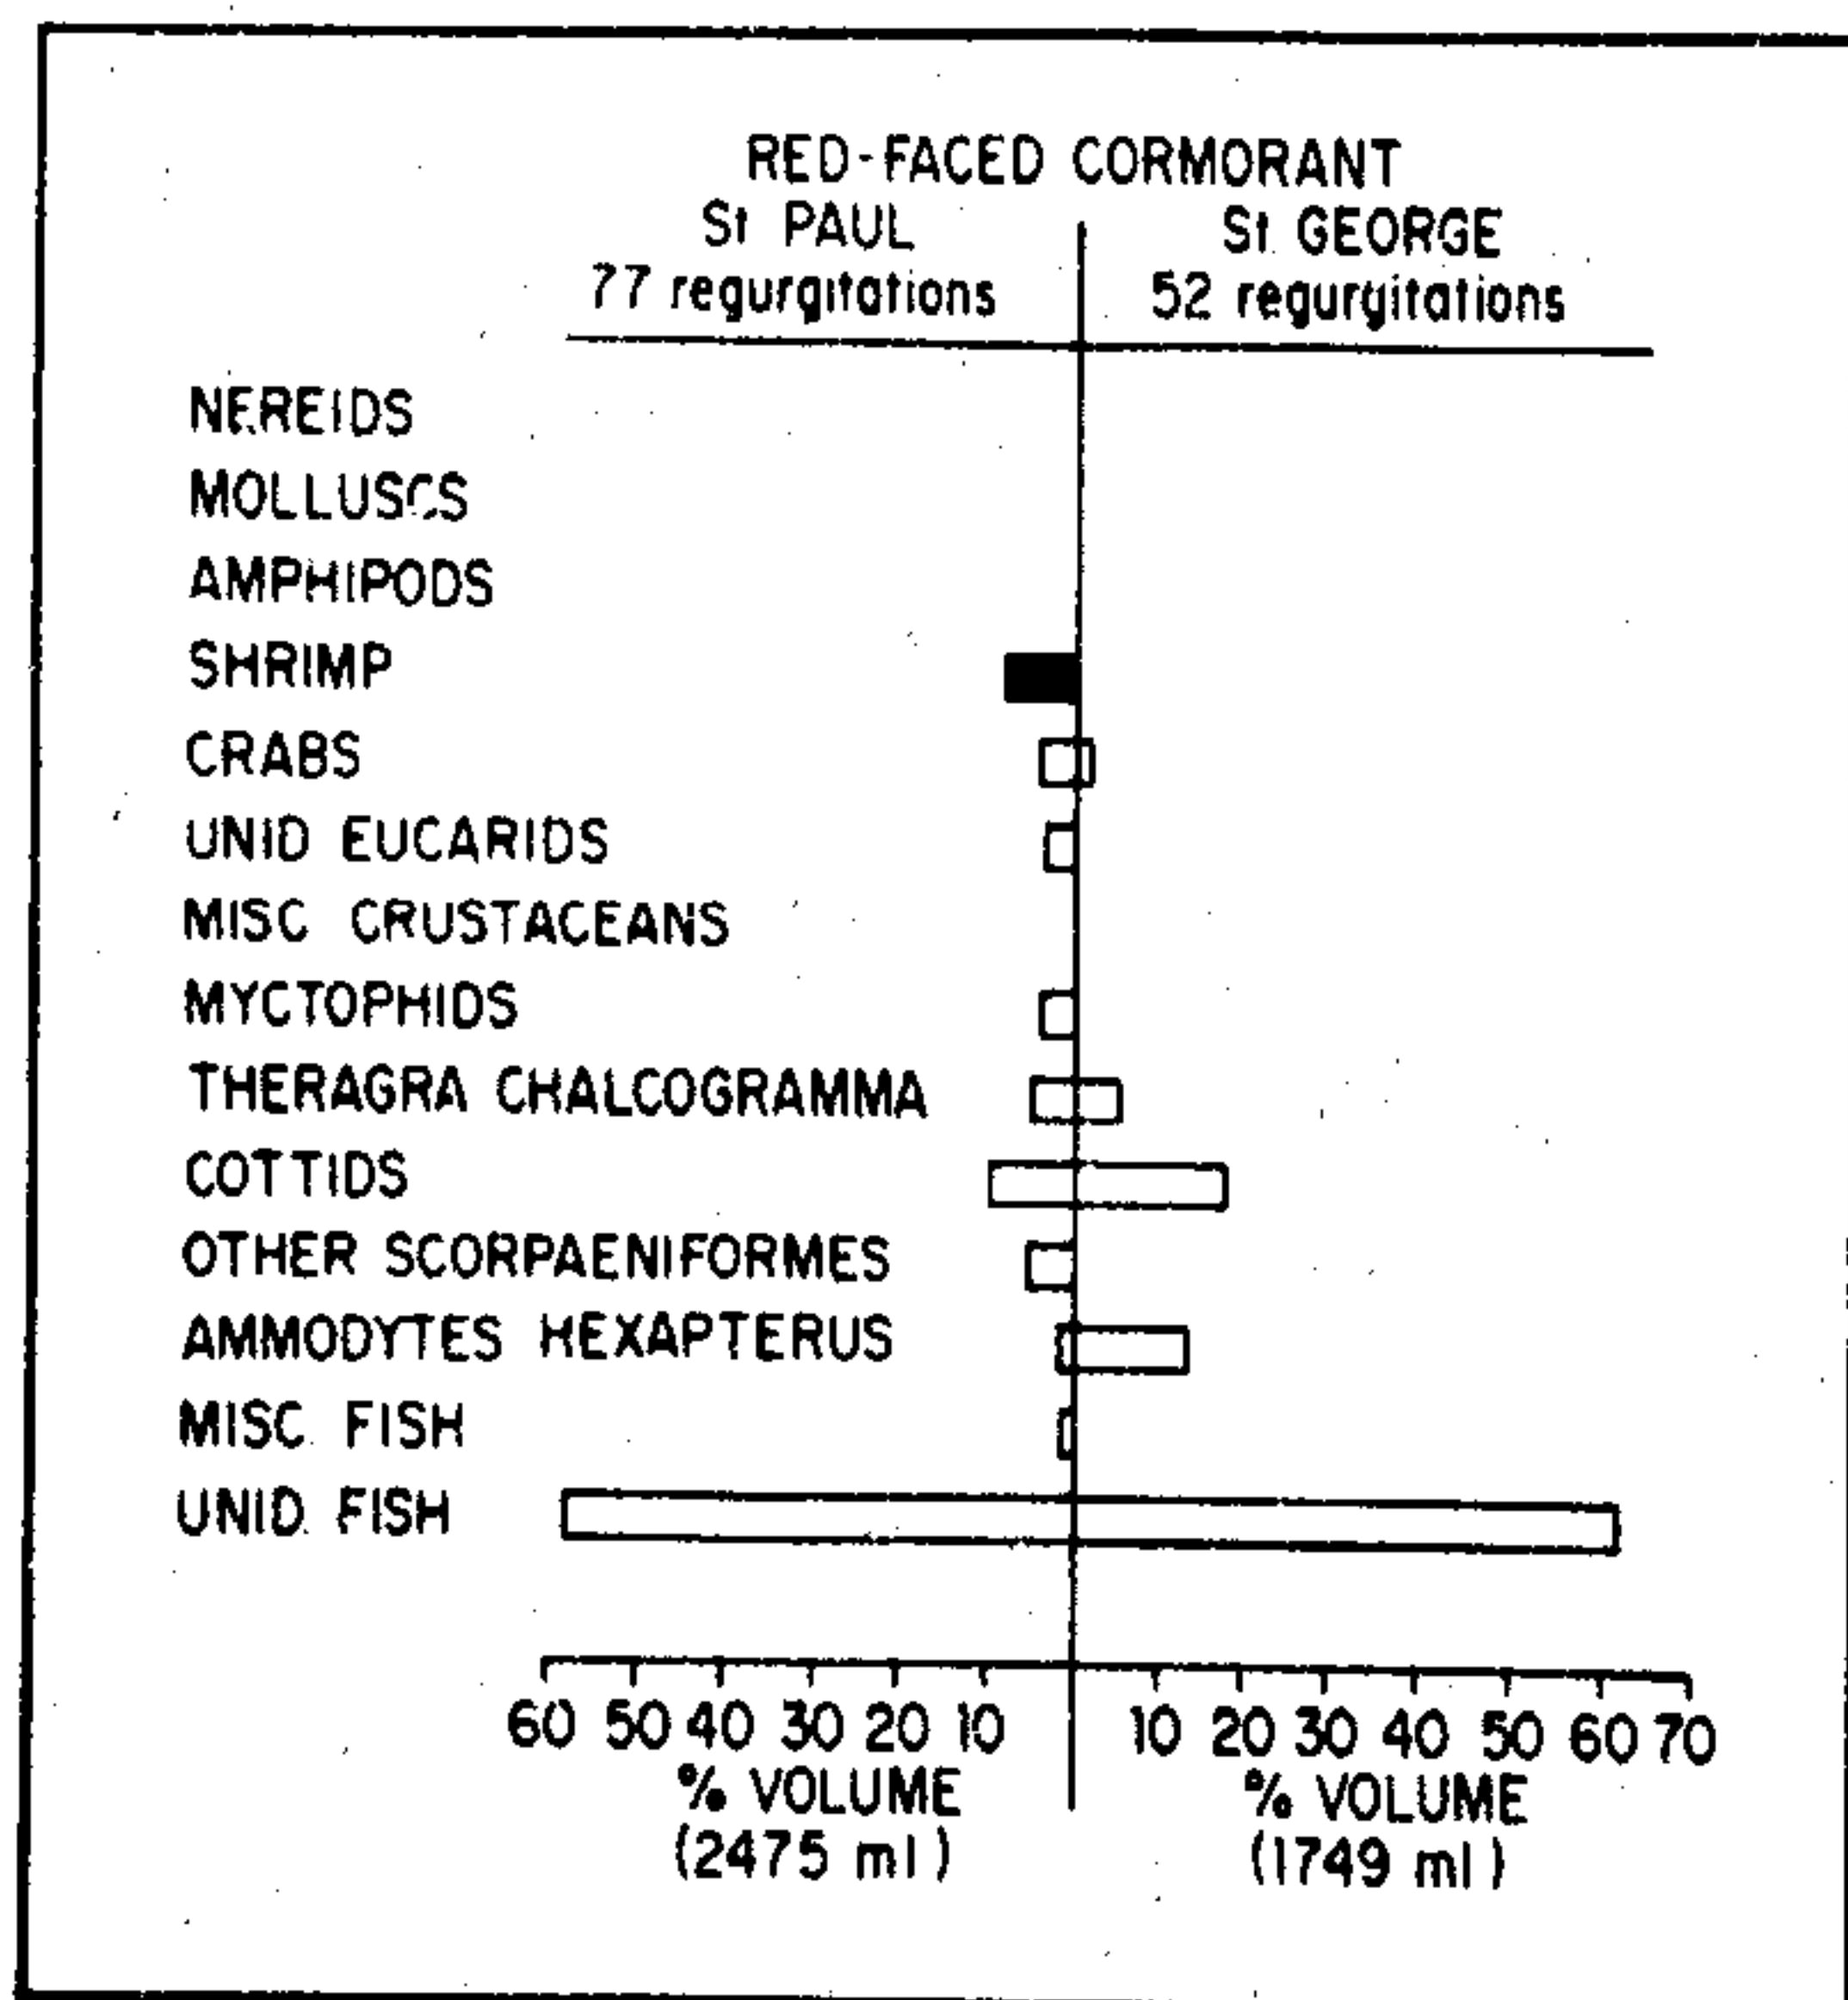 RED-FACED CORMORANT
St PAUL St GEORGE
77 regurgitations 52 regurgitations
NEREIDS
MOLLUSCS
AMPHIPODS
SHRIMP
CRABS
UNID EUCARIDS
MISC CRUSTACEANS
MYCTOPHIDS
THERAGRA CHALCOGRAMMA
COTTIDS
OTHER SCORPAENIFORMES
AMMODYTES HEXAPTERUS
MISC FISH
UNID FISH
60 50 40 30 20 10 10 20 30 40 50 60 70
% VOLUME % VOLUME
(2475 ml) (1749 ml)